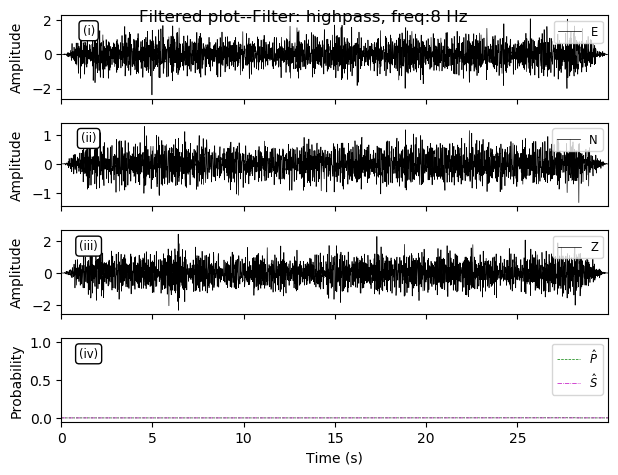 Filtered plot--Filter: highpass, freq:8 Hz
(i)
E
Amplitude
2
0
−2
(ii)
N
Amplitude
1
0
−1
(iii)
Z
Amplitude
2
0
−2
(iv)
P̂
Ŝ
Probability
1.0
0.5
0.0
0 5 10 15 20 25
Time (s)